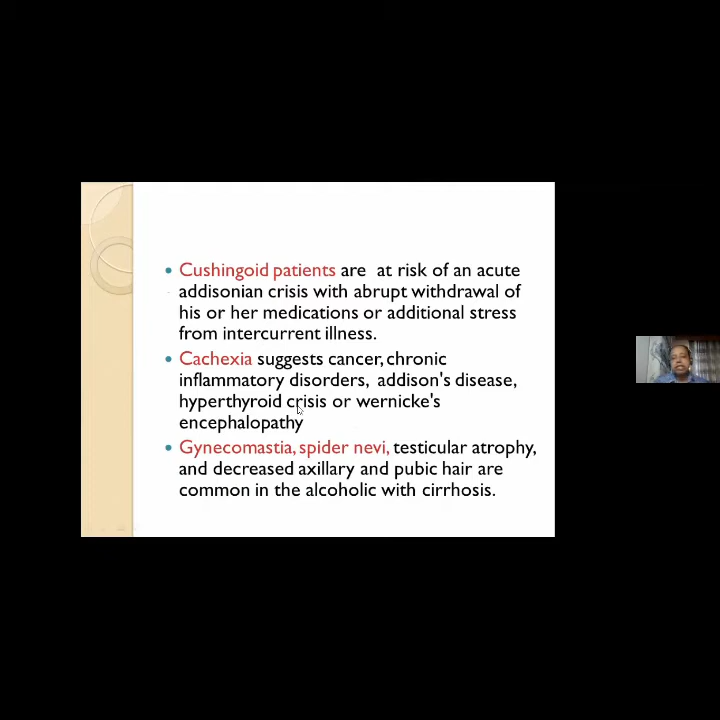 Cushingoid patients are at risk of an acute
addisonian crisis with abrupt withdrawal of
his or her medications or additional stress
from intercurrent illness.
Cachexia suggests cancer, chronic
inflammatory disorders, addison's disease,
hyperthyroid crisis or wernicke's
encephalopathy
Gynecomastia, spider nevi, testicular atrophy,
and decreased axillary and pubic hair are
common in the alcoholic with cirrhosis.